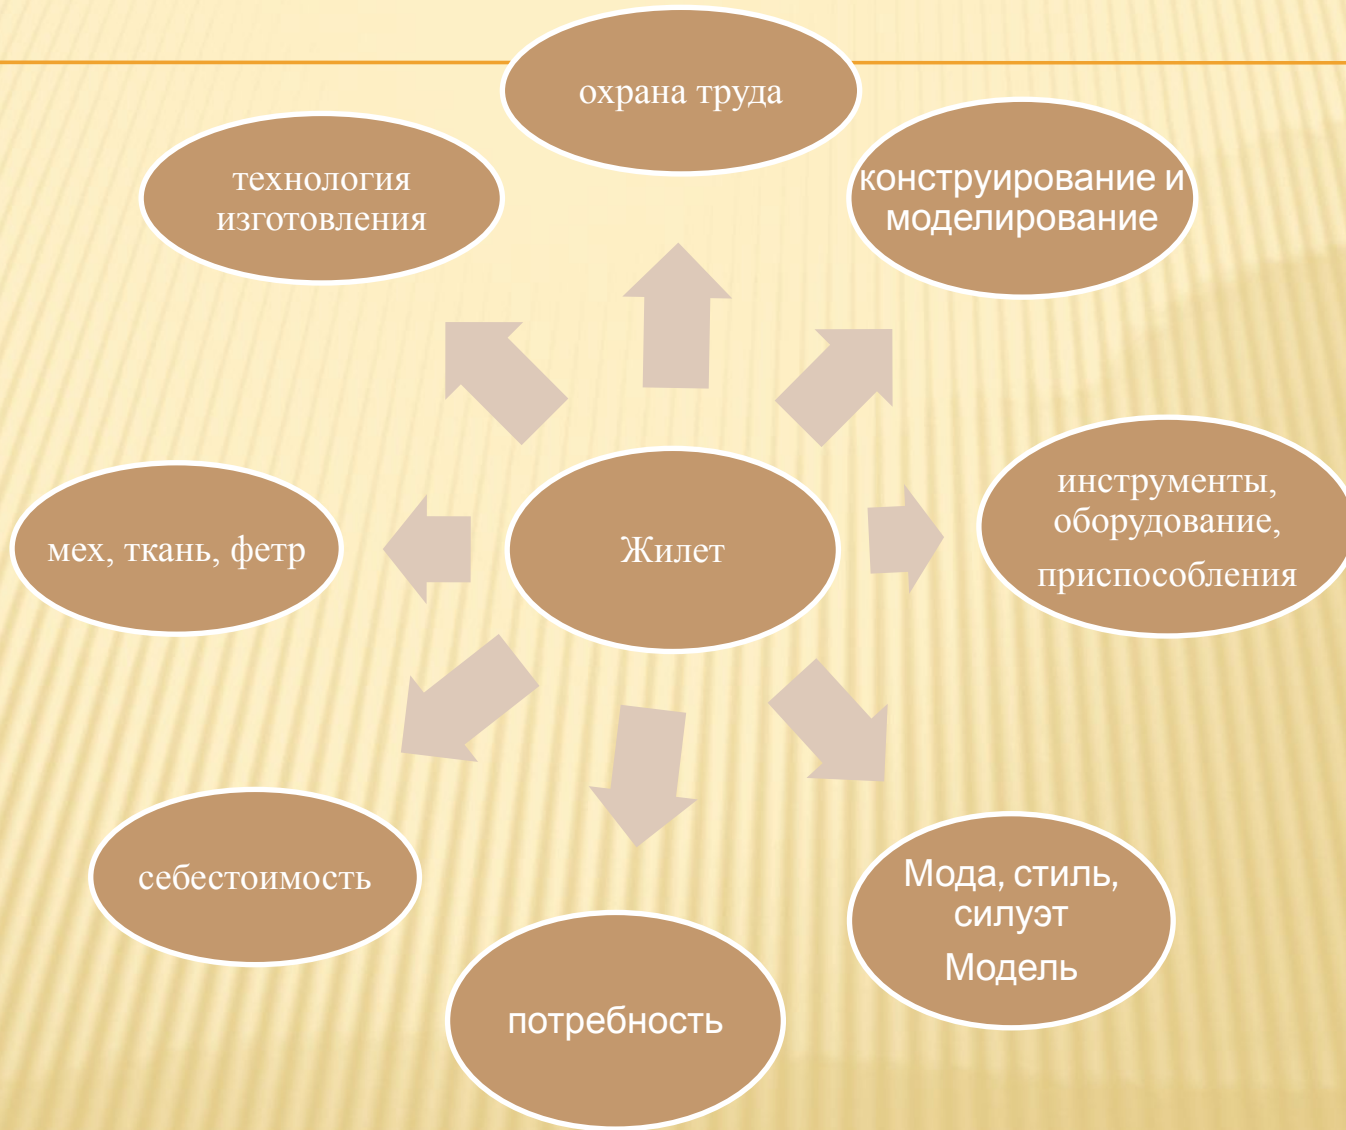 охрана труда
технология
изготовления
конструирование и
моделирование
мех, ткань, фетр
Жилет
инструменты,
оборудование,
приспособления
себестоимость
Мода, стиль,
силуэт
Модель
потребность